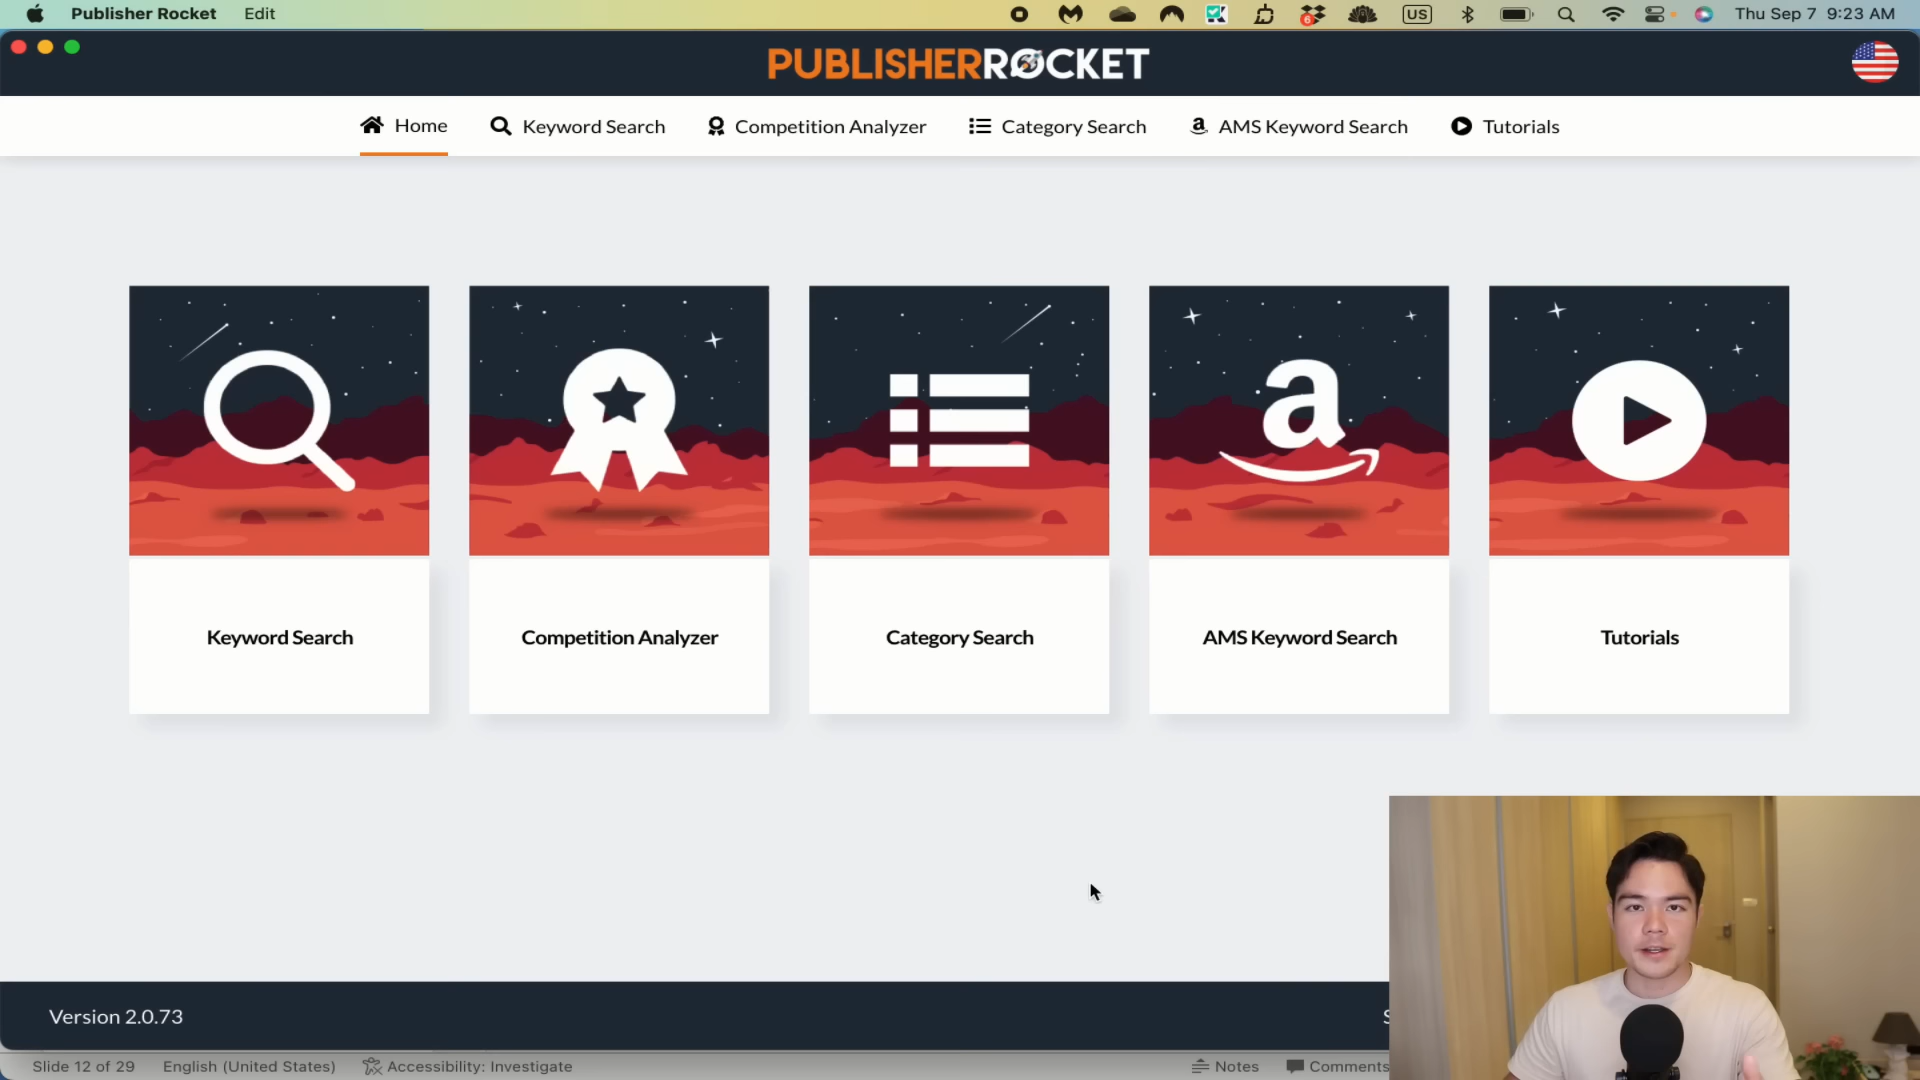 Publisher Rocket Edit
6
US
Thu Sep 7 9:23 AM
PUBLISHERROCKET
Home
Keyword Search
Competition Analyzer
Category Search
a AMS Keyword Search
Tutorials
a
Keyword Search
Competition Analyzer
Category Search
AMS Keyword Search
Tutorials
Version 2.0.73
S
Slide 12 of 29 English (United States) Accessibility: Investigate Notes Comments